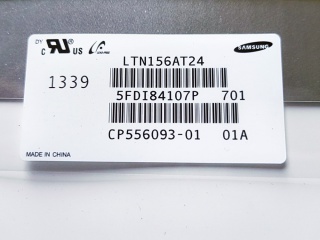 C US
SAMSUNG
LTN156AT24
1339
5FDI84107P 701
CP556093-01 01A
MADE IN CHINA